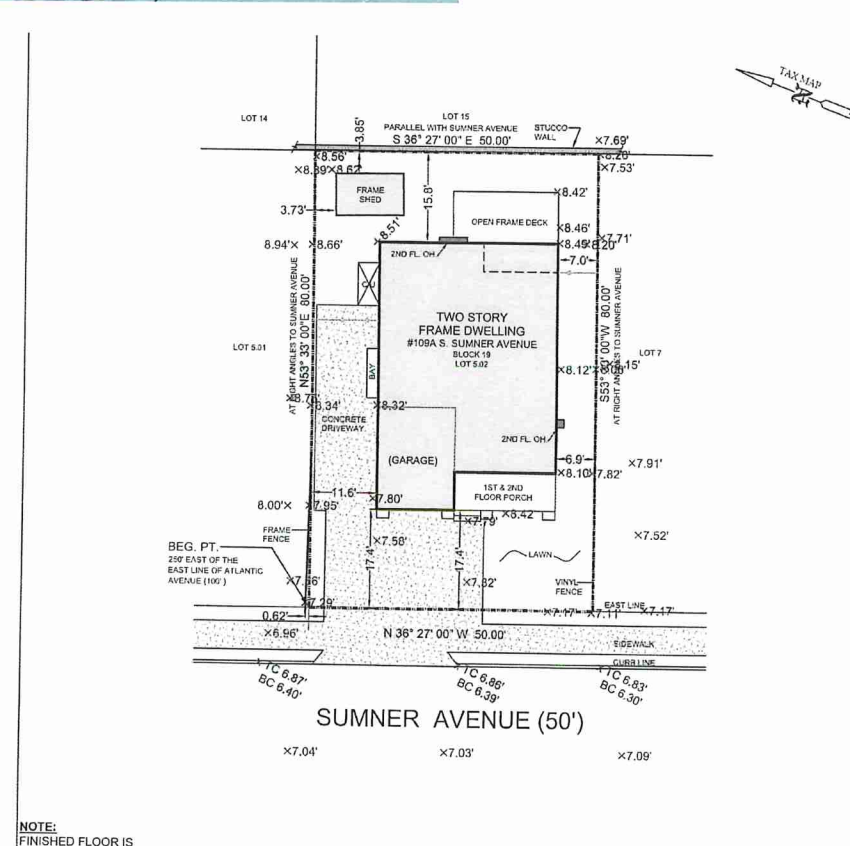 TAX MAP
N
LOT 14
LOT 15
PARALLEL WITH SUMNER AVENUE
S 36° 27' 00" E 50.00'
STUCCO
WALL
3.85'
×7.69'
×8.56'
8.20'
×7.53'
×8.62'
FRAME
SHED
3.73'
15.8'
×8.42'
OPEN FRAME DECK
×8.46'
8.51'
8.94'×
×8.66'
2ND FL. OH
×8.49'
8.20'
7.71'
7.0'
AT RIGHT ANGLES TO SUMNER AVENUE
N53° 33' 00"E 80.00'
CU
TWO STORY
FRAME DWELLING
#109A S. SUMNER AVENUE
BLOCK 19
LOT 5.02
S53° 33' 00"W 80.00'
AT RIGHT ANGLES TO SUMNER AVENUE
LOT 5.01
LOT 7
BAY
×8.12'
8.15'
8.34'
×8.32'
CONCRETE
DRIVEWAY
2ND FL. OH
(GARAGE)
6.9'
×7.91'
×8.10'
×7.82'
11.6'
×7.80'
1ST & 2ND
FLOOR PORCH
8.00'×
×7.95'
×8.42
×7.79'
FRAME
FENCE
×7.58'
×7.52'
BEG. PT.
250' EAST OF THE
EAST LINE OF ATLANTIC
AVENUE (100')
17.4'
17.4'
LAWN
VINYL
FENCE
×7.82'
7.29'
×7.17'
×7.11'
EAST LINE
×7.17'
0.62'
×6.96'
N 36° 27' 00" W 50.00'
SIDEWALK
CURB LINE
TC 6.87'
BC 6.40'
TC 6.86'
BC 6.39'
TC 6.83'
BC 6.30'
SUMNER AVENUE (50')
×7.04'
×7.03'
×7.09'
NOTE:
FINISHED FLOOR IS